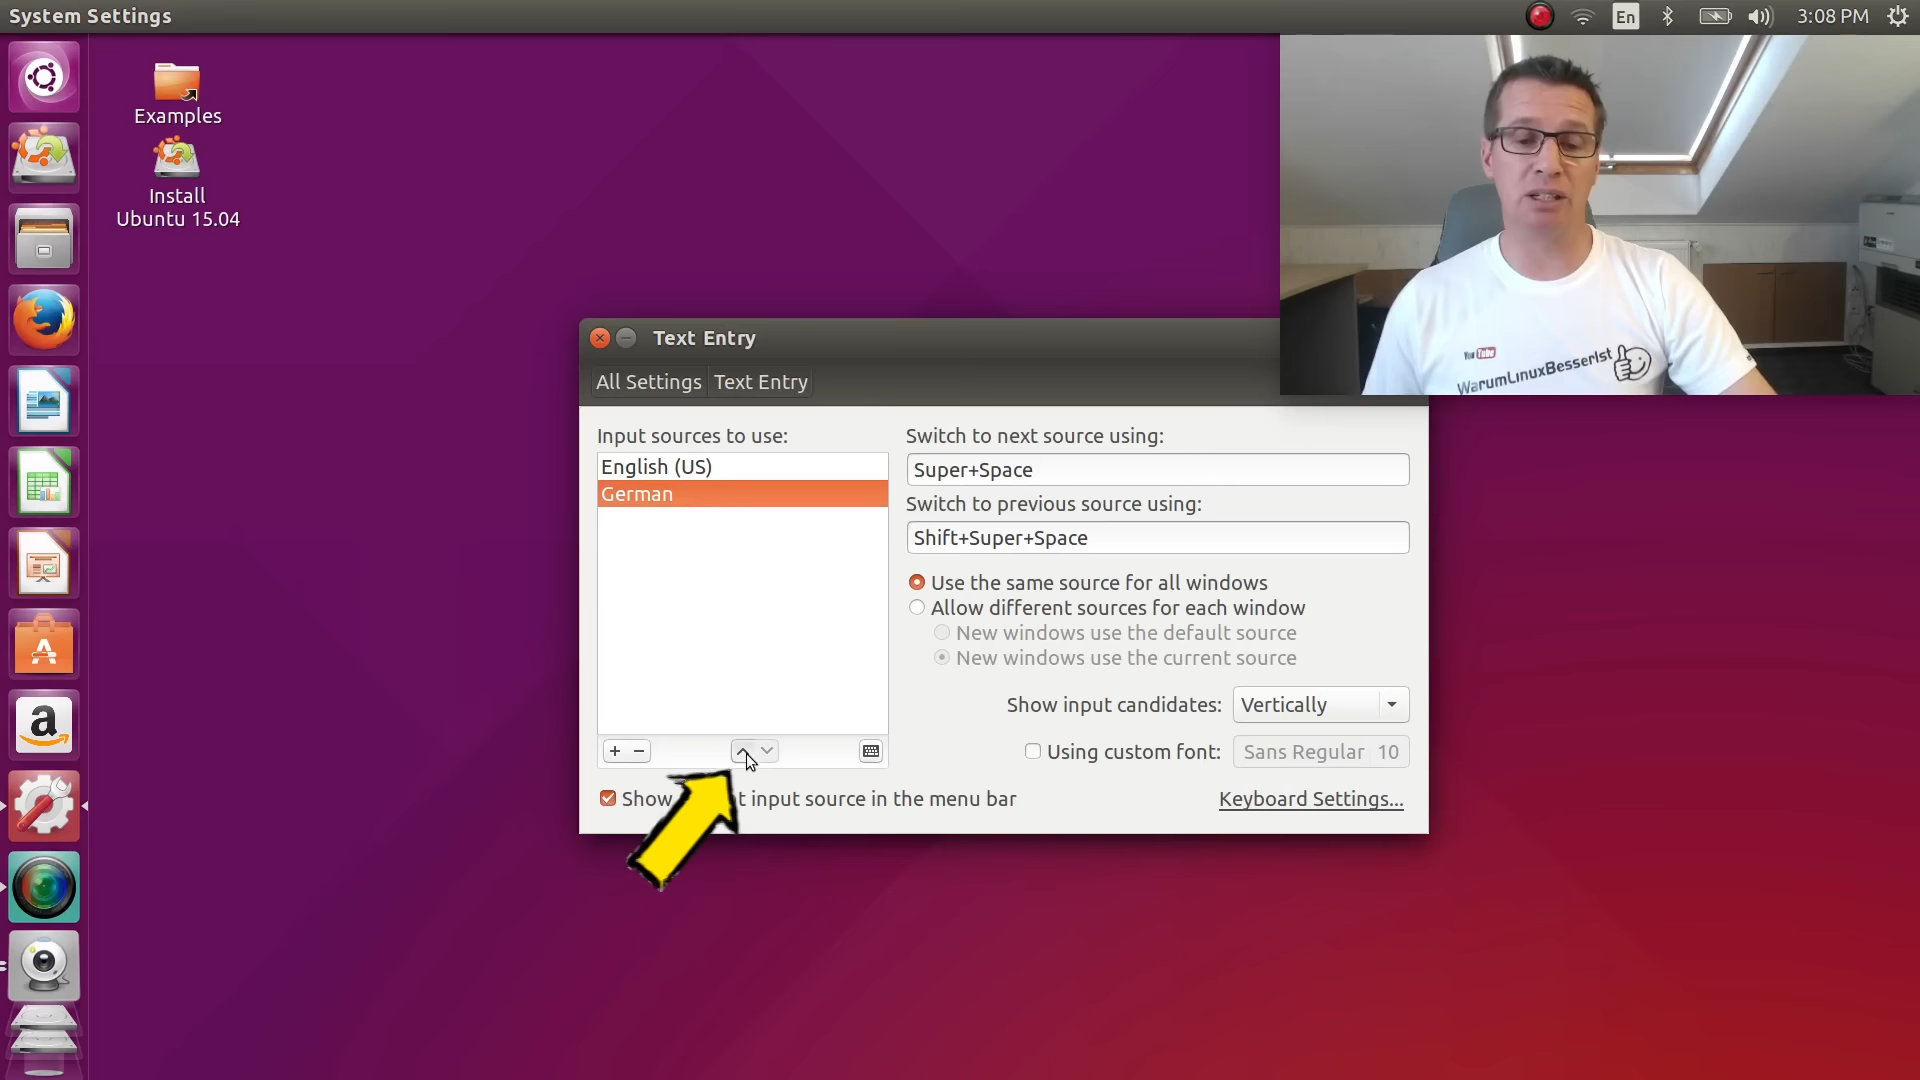 System Settings
En
3:08 PM
Examples
Install
Ubuntu 15.04
You Tube
WarumLinuxBesserIst
Text Entry
All Settings
Text Entry
Input sources to use:
English (US)
German
Switch to next source using:
Super+Space
Switch to previous source using:
Shift+Super+Space
Use the same source for all windows
Allow different sources for each window
New windows use the default source
New windows use the current source
Show input candidates:
Vertically
Using custom font:
Sans Regular 10
Show
t input source in the menu bar
Keyboard Settings...